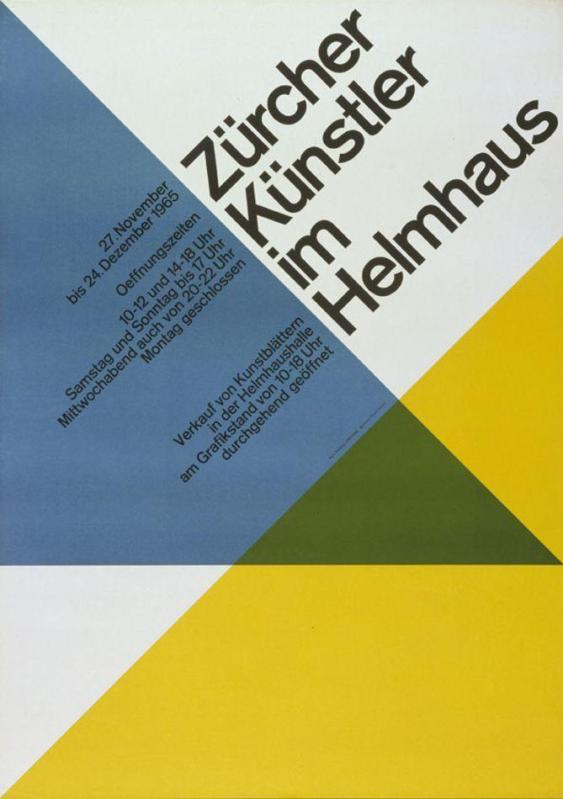 Zürcher
Künstler
im
Helmhaus
27. November
bis 24. Dezember 1965
Oeffnungszeiten
10-12 und 14-18 Uhr
Samstag und Sonntag bis 17 Uhr
Mittwochabend auch von 20-22 Uhr
Montag geschlossen
Verkauf von Kunstblättern
in der Helmhaushalle
am Grafikstand von 10-18 Uhr
durchgehend geöffnet